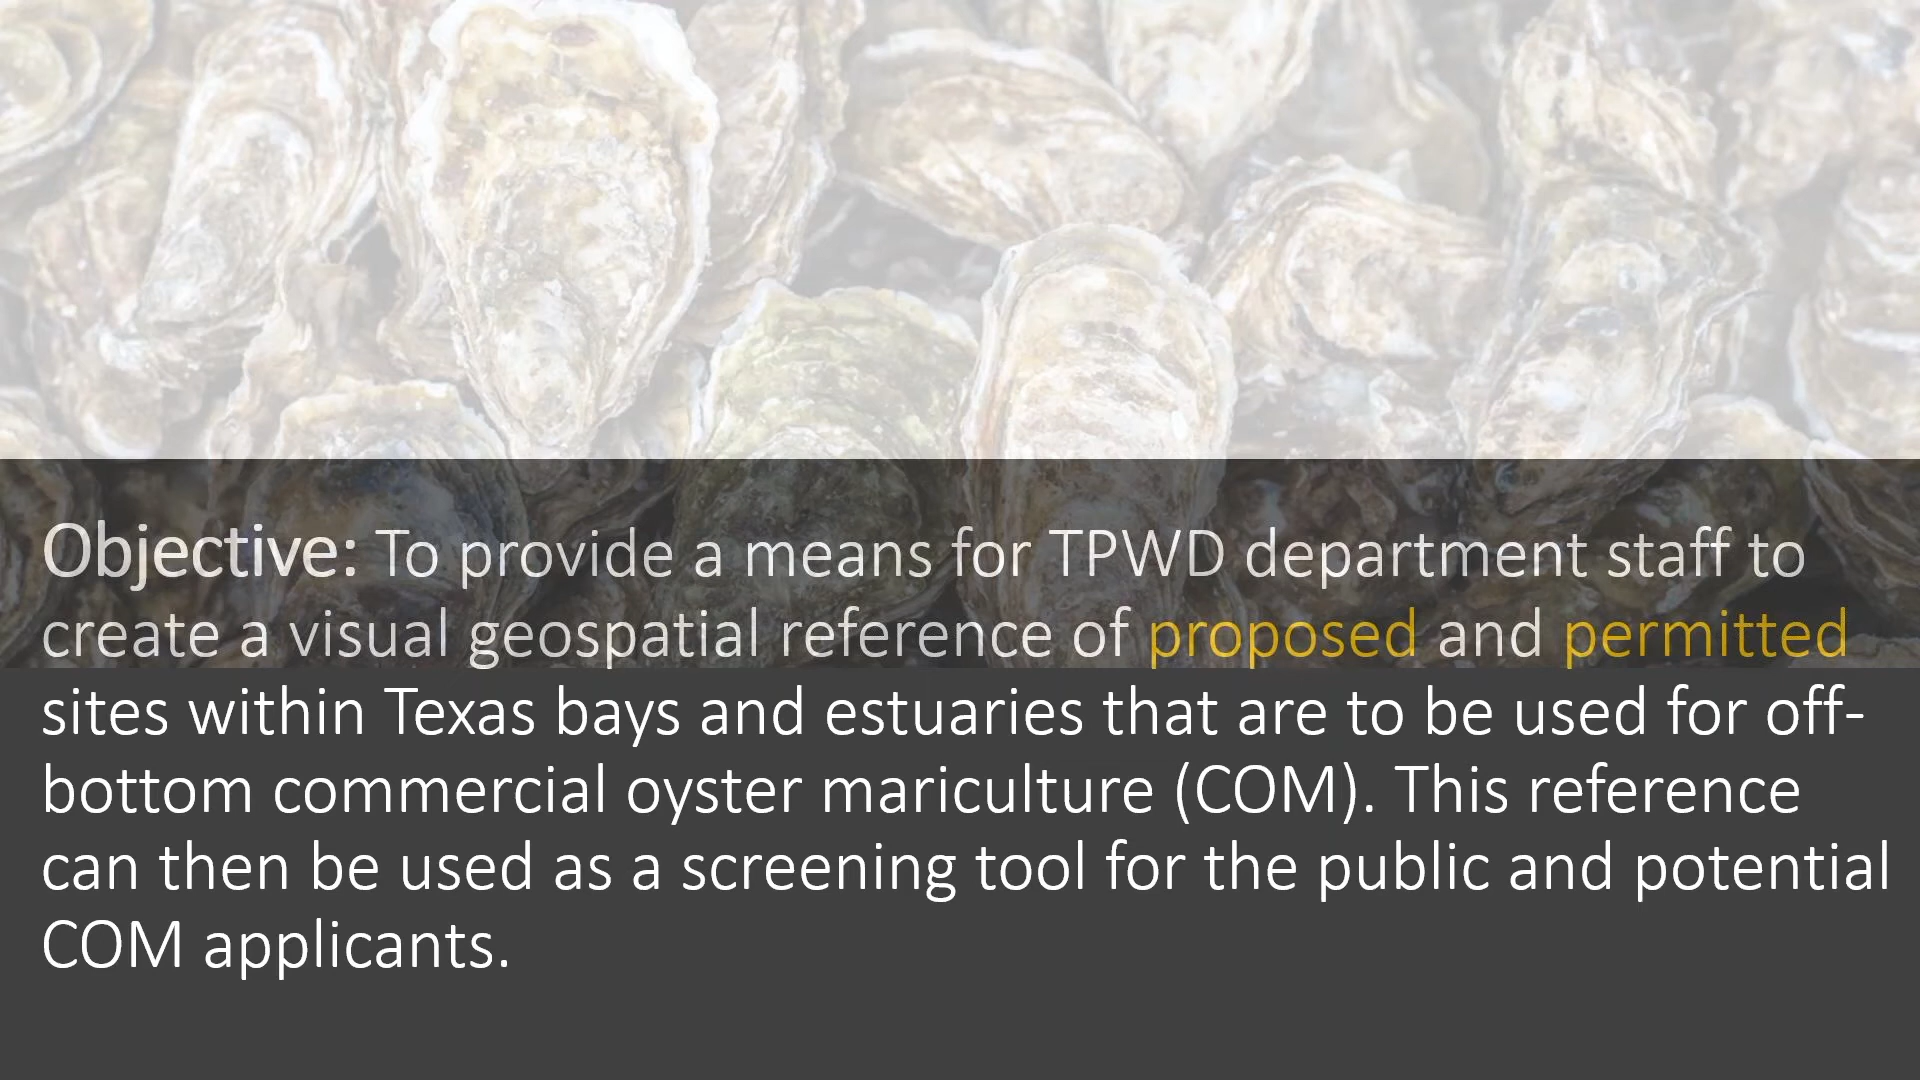 Objective: To provide a means for TPWD department staff to
create a visual geospatial reference of proposed and permitted
sites within Texas bays and estuaries that are to be used for off-
bottom commercial oyster mariculture (COM). This reference
can then be used as a screening tool for the public and potential
COM applicants.